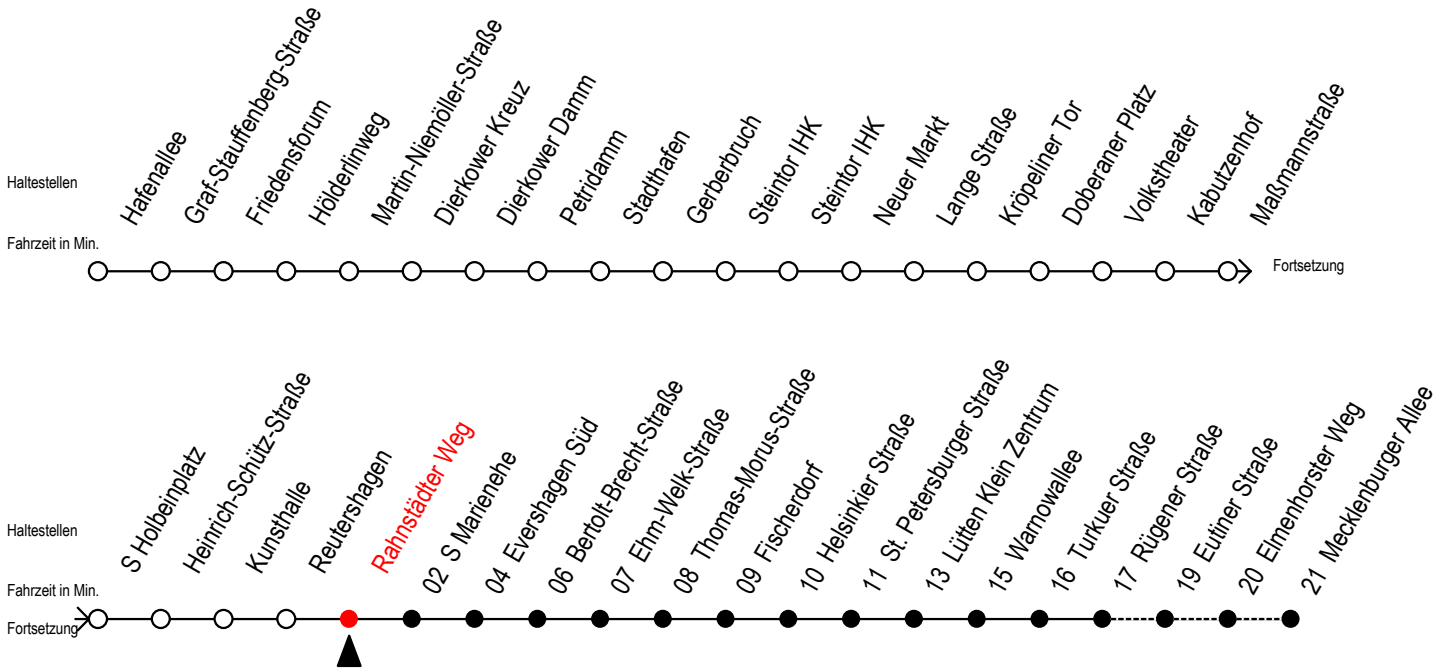 Haltestellen
Hafenallee
Graf-Stauffenberg-Straße
Friedensforum
Hölderlinweg
Martin-Niemöller-Straße
Dierkower Kreuz
Dierkower Damm
Petridamm
Stadthafen
Gerberbruch
Steintor IHK
Steintor IHK
Neuer Markt
Lange Straße
Kröpeliner Tor
Doberaner Platz
Volkstheater
Kabutzenhof
Maßmannstraße
Fahrzeit in Min.
Fortsetzung
Haltestellen
S Holbeinplatz
Heinrich-Schütz-Straße
Kunsthalle
Reutershagen
Rahnstädter Weg
02 S Marienehe
04 Evershagen Süd
06 Bertolt-Brecht-Straße
07 Ehm-Welk-Straße
08 Thomas-Morus-Straße
09 Fischerdorf
10 Helsinkier Straße
11 St. Petersburger Straße
13 Lütten Klein Zentrum
15 Warnowallee
16 Turkuer Straße
17 Rügener Straße
19 Eutiner Straße
20 Elmenhorster Weg
21 Mecklenburger Allee
Fahrzeit in Min.
Fortsetzung